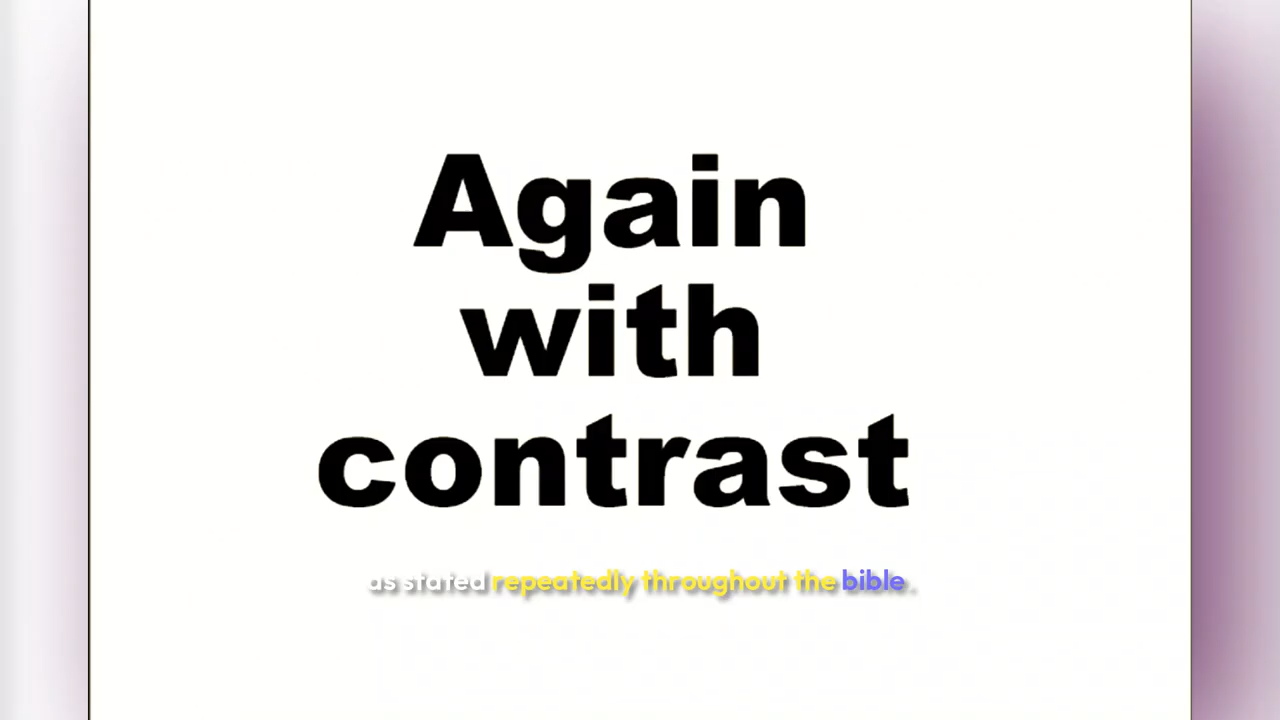 Again
with
contrast
as stated repeatedly throughout the bible.